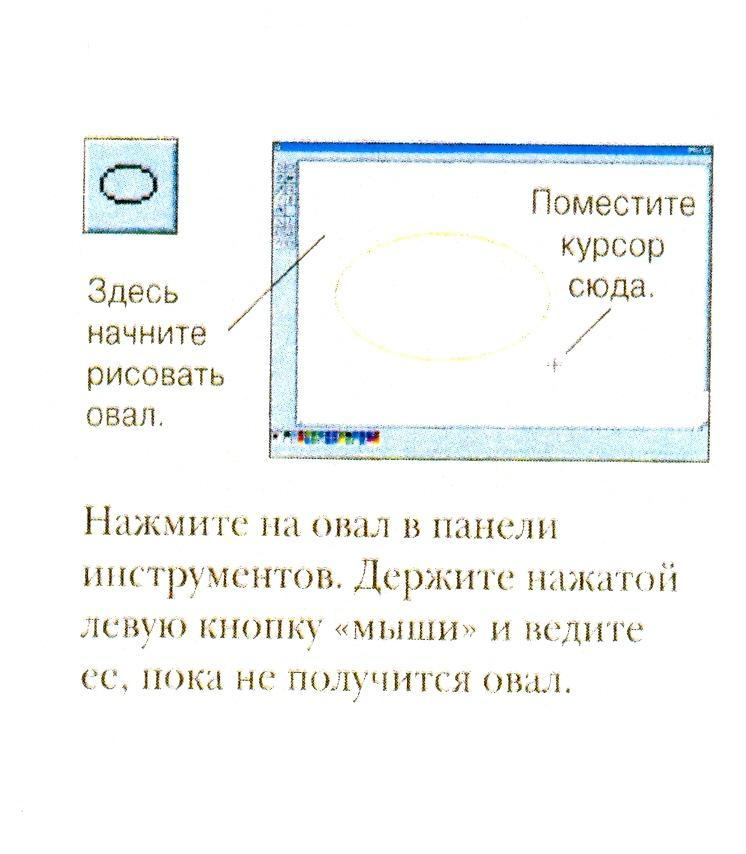 Поместите
курсор
сюда.
Здесь
начните
рисовать
овал.
Нажмите на овал в панели
инструментов. Держите нажатой
левую кнопку «мыши» и ведите
ее, пока не получится овал.